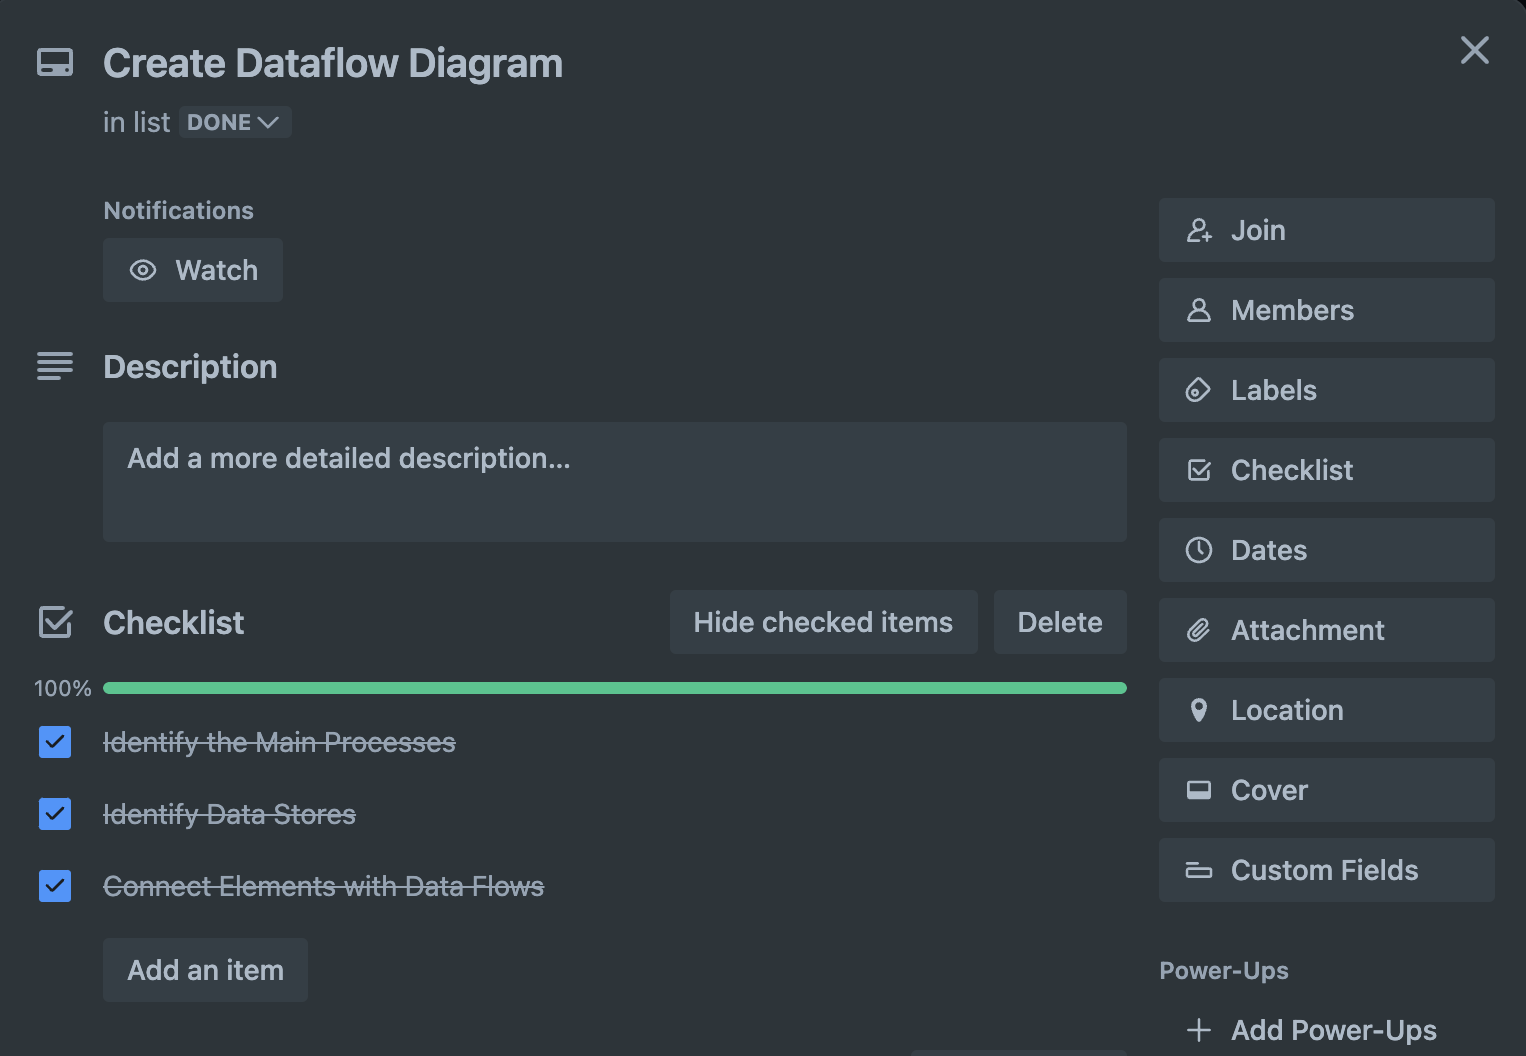 Create Dataflow Diagram
in list DONE
Notifications
Watch
Description
Add a more detailed description...
Checklist
Hide checked items
Delete
100%
Identify the Main Processes
Identify Data Stores
Connect Elements with Data Flows
Add an item
Join
Members
Labels
Checklist
Dates
Attachment
Location
Cover
Custom Fields
Power-Ups
Add Power-Ups